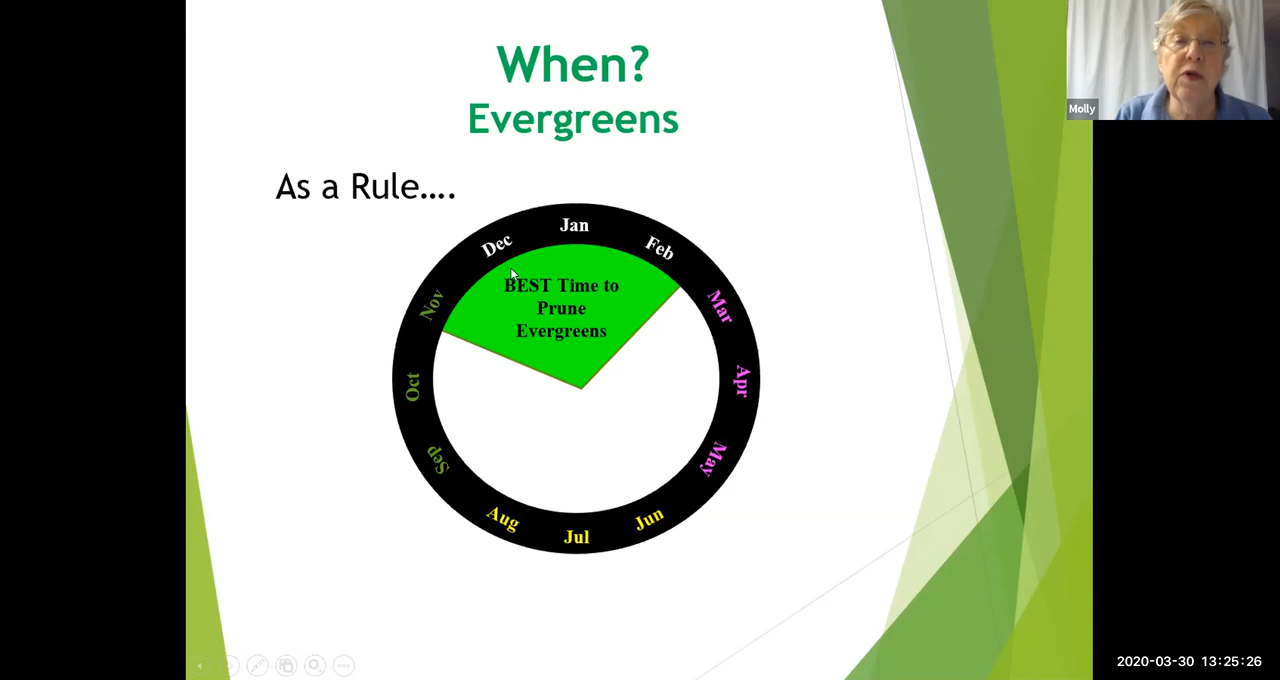 When?
Evergreens
As a Rule....
Jan
Feb
Mar
Apr
May
Jun
Jul
Aug
Sep
Oct
Nov
Dec
BEST Time to
Prune
Evergreens
Molly
2020-03-30 13:25:26